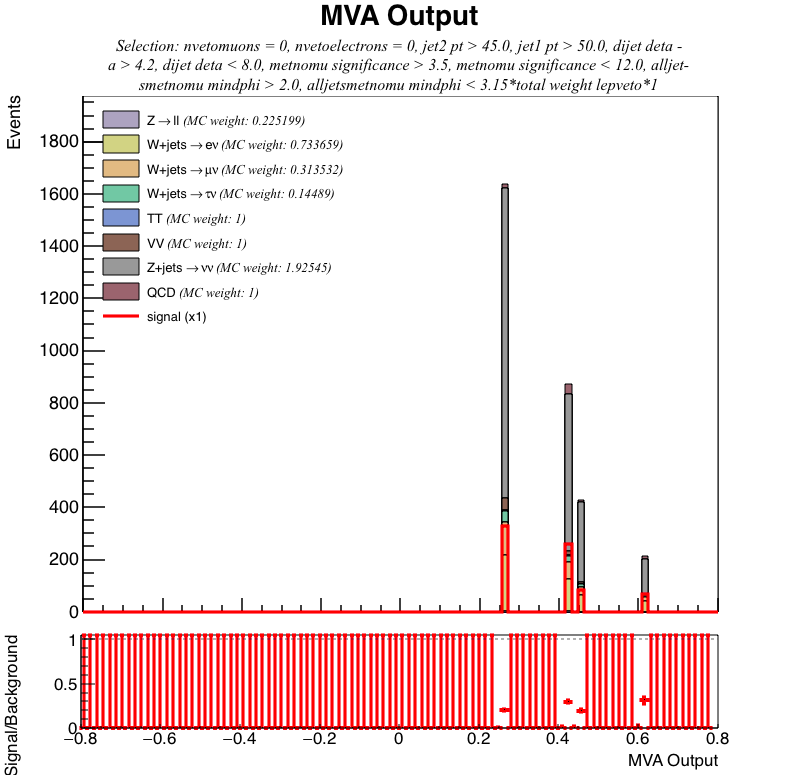 MVA Output
Selection: nvetomuons = 0, nvetoelectrons = 0, jet2 pt > 45.0, jet1 pt > 50.0, dijet deta -
a > 4.2, dijet deta < 8.0, metnomu significance > 3.5, metnomu significance < 12.0, alljet-
smetnomu mindphi > 2.0, alljetsmetnomu mindphi < 3.15*total weight lepveto*1
Events
1800
1600
1400
1200
1000
800
600
400
200
0
Z→ll (MC weight: 0.225199)
W+jets→eν (MC weight: 0.733659)
W+jets→μν (MC weight: 0.313532)
W+jets→τν (MC weight: 0.14489)
TT (MC weight: 1)
VV (MC weight: 1)
Z+jets→νν (MC weight: 1.92545)
QCD (MC weight: 1)
signal (x1)
Signal/Background
1
0.5
0
−0.8 −0.6 −0.4 −0.2 0 0.2 0.4 0.6 0.8
MVA Output